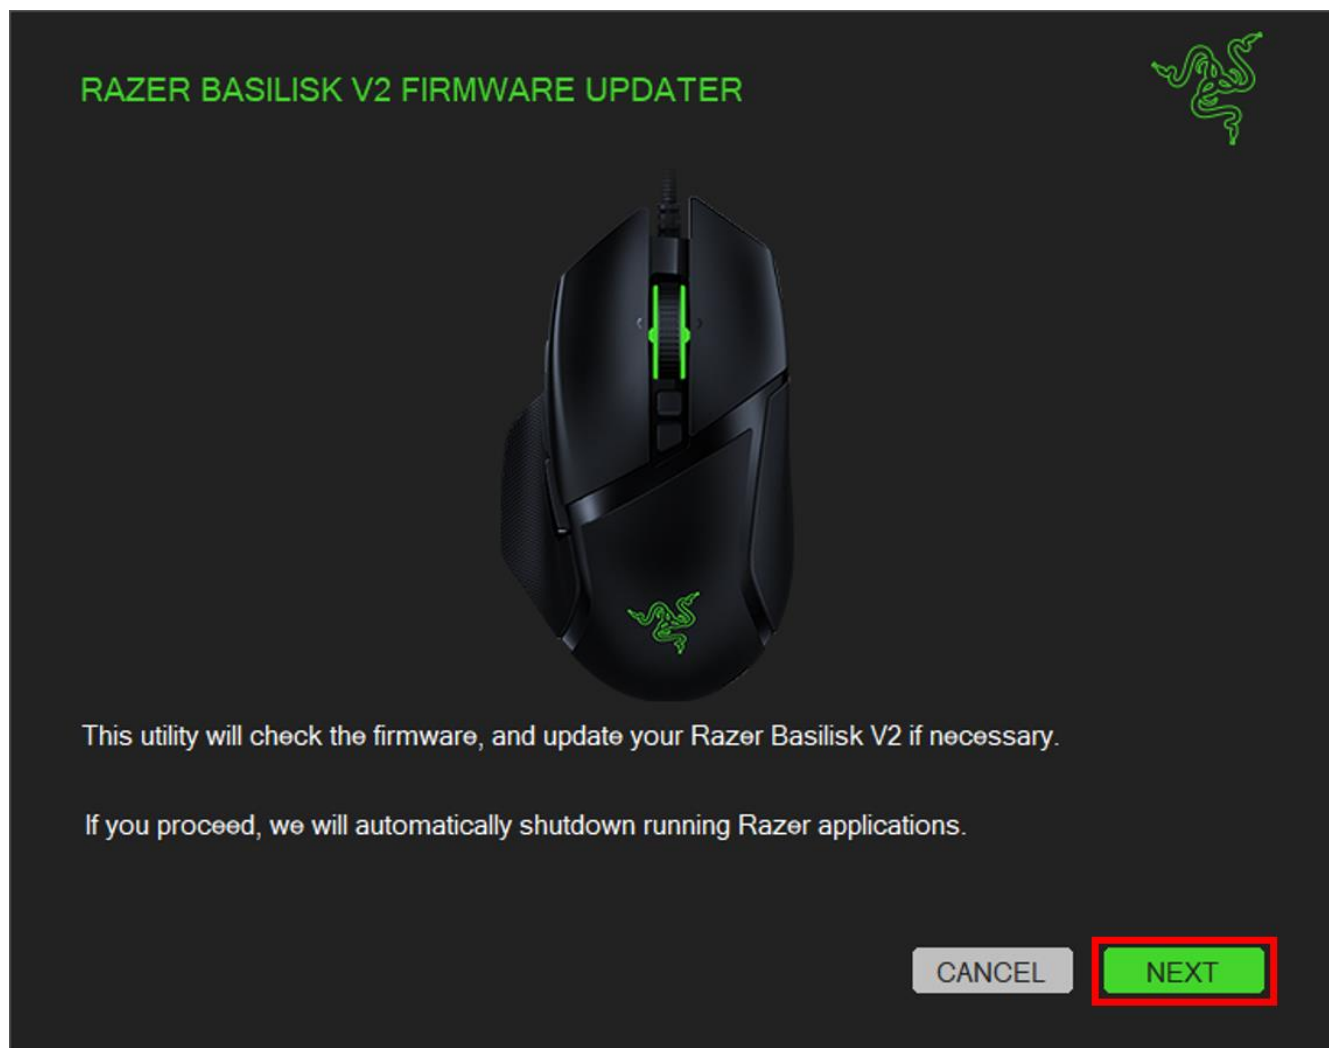 RAZER BASILISK V2 FIRMWARE UPDATER
This utility will check the firmware, and update your Razer Basilisk V2 if necessary.
If you proceed, we will automatically shutdown running Razer applications.
CANCEL
NEXT